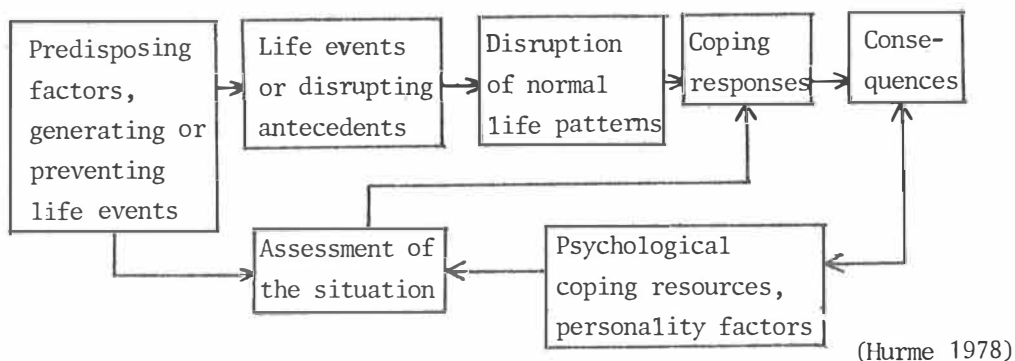 Predisposing
factors,
generating or
preventing
life events
Life events
or disrupting
antecedents
Disruption
of normal
life patterns
Coping
responses
Conse-
quences
Assessment of
the situation
Psychological
coping resources,
personality factors
(Hurme 1978)